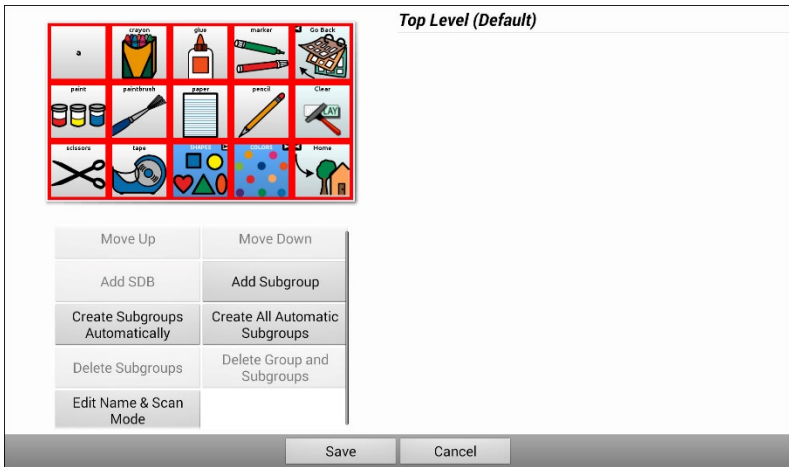 Top Level (Default)
a
crayon
glue
marker
Go Back
paint
paintbrush
paper
pencil
Clear
scissors
tape
SHAPES
COLORS
Home
Move Up
Move Down
Add SDB
Add Subgroup
Create Subgroups
Automatically
Create All Automatic
Subgroups
Delete Subgroups
Delete Group and
Subgroups
Edit Name & Scan
Mode
Save
Cancel